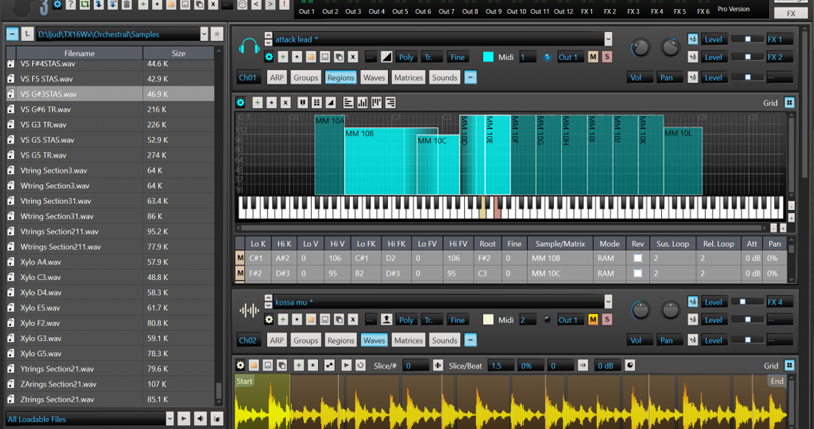 Out 1 Out 2 Out 3 Out 4 Out 5 Out 6 Out 7 Out 8 Out 9 Out 10 Out 11 Out 12 FX 1 FX 2 FX 3 FX 4 FX 5 FX 6 Pro Version
FX
D:\ljud\TX16Wx\Orchestral\Samples
Filename Size
VS F#4STAS.wav 44.6 K
VS F5 STAS.wav 42.9 K
VS G#3STAS.wav 46.9 K
VS G#6 TR.wav 216 K
VS G3 TR.wav 226 K
VS G5 STAS.wav 52.9 K
VS G5 TR.wav 274 K
Vtring Section3.wav 64 K
Wtring Section3.wav 64 K
Vtring Section31.wav 63.4 K
Wtring Section31.wav 86 K
Vtrings Section211.wav 95.2 K
Wtrings Section211.wav 77.9 K
Xylo A4.wav 57.9 K
Xylo C3.wav 48.8 K
Xylo D4.wav 58.3 K
Xylo E5.wav 61.7 K
Xylo F2.wav 80.8 K
Xylo G3.wav 59.1 K
Xylo G5.wav 78.3 K
Ytrings Section21.wav 79.6 K
ZArings Section21.wav 107 K
Ztrings Section21.wav 85.1 K
All Loadable Files
attack lead *
Poly Tr. Fine Midi 1 Out 1 M S
Level FX 1
Level FX 2
Level --
Ch01 ARP Groups Regions Waves Matrices Sounds
Vol Pan
Grid
MM 10A
MM 10B
MM 10C
MM 10D
MM 10E
MM 10F
MM 10G
MM 10H
MM 10I
MM 10J
MM 10K
MM 10L
Lo K Hi K Lo V Hi V Lo FK Hi FK Lo FV Hi FV Root Fine Sample/Matrix Mode Rev Sus. Loop Rel. Loop Att Pan
M C#1 A#2 0 106 C#1 D2 0 106 F#2 0 MM 10B RAM 2 2 0 dB 0%
M F#2 D#3 0 95 B2 D#3 0 95 C3 0 MM 10C RAM 2 2 0 dB 0%
kossa mu *
Poly Tr. Fine Midi 2 Out 1 M S
Level FX 4
Level --
Level --
Ch02 ARP Groups Regions Waves Matrices Sounds
Vol Pan
Slice/# 0 Slice/Beat 1.5 0% 0 0 dB Grid
Start End